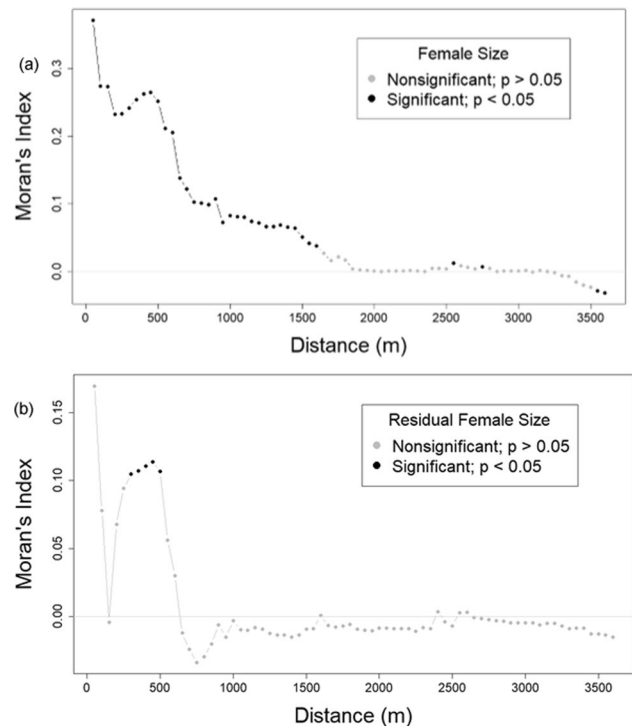 (a)
Moran's Index
0.3
0.2
0.1
0.0
Female Size
Nonsignificant; p > 0.05
Significant; p < 0.05
0 500 1000 1500 2000 2500 3000 3500
Distance (m)
(b)
Moran's Index
0.15
0.10
0.05
0.00
Residual Female Size
Nonsignificant; p > 0.05
Significant; p < 0.05
0 500 1000 1500 2000 2500 3000 3500
Distance (m)